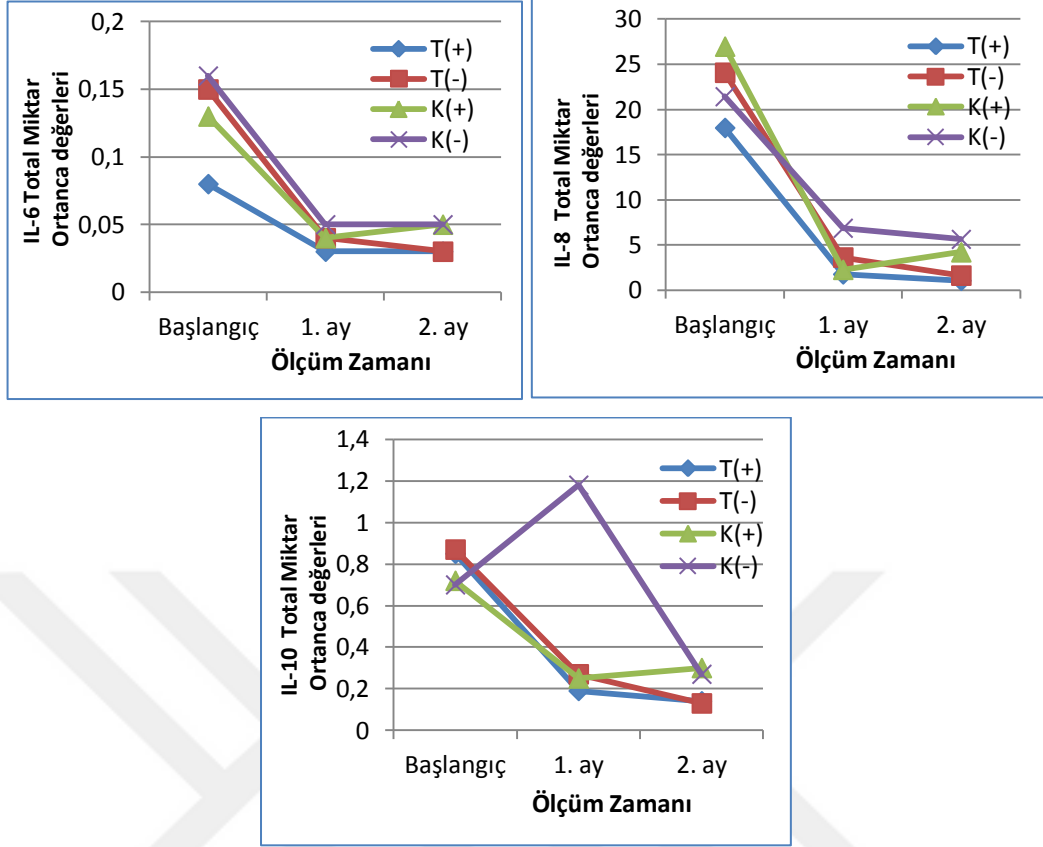 IL-6 Total Miktar
Ortanca değerleri
0,2
0,15
0,1
0,05
0
T(+)
T(-)
K(+)
K(-)
Başlangıç 1. ay 2. ay
Ölçüm Zamanı
IL-8 Total Miktar
Ortanca değerleri
30
25
20
15
10
5
0
T(+)
T(-)
K(+)
K(-)
Başlangıç 1. ay 2. ay
Ölçüm Zamanı
IL-10 Total Miktar
Ortanca değerleri
1,4
1,2
1
0,8
0,6
0,4
0,2
0
T(+)
T(-)
K(+)
K(-)
Başlangıç 1. ay 2. ay
Ölçüm Zamanı